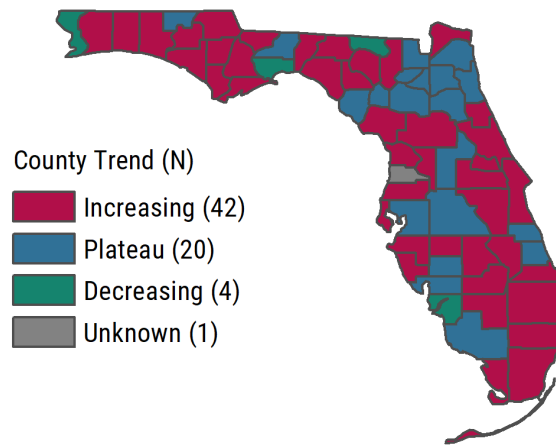 County Trend (N)
Increasing (42)
Plateau (20)
Decreasing (4)
Unknown (1)